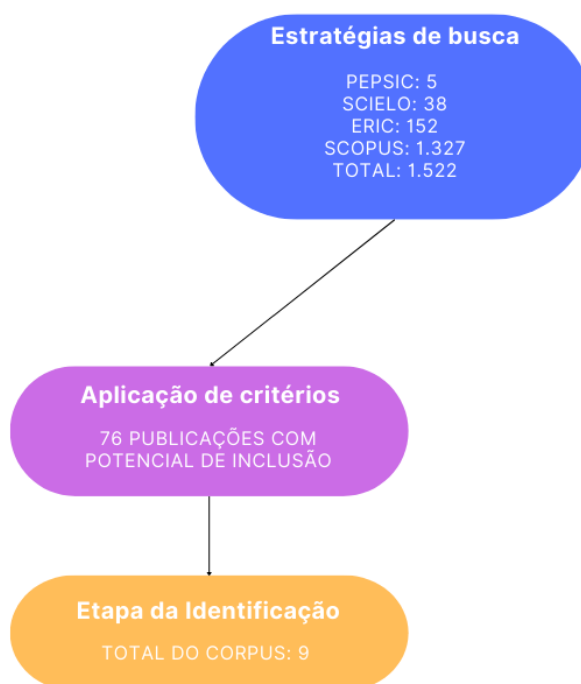 Estratégias de busca
PEPSIC: 5
SCIELO: 38
ERIC: 152
SCOPUS: 1.327
TOTAL: 1.522
Aplicação de critérios
76 PUBLICAÇÕES COM
POTENCIAL DE INCLUSÃO
Etapa da Identificação
TOTAL DO CORPUS: 9